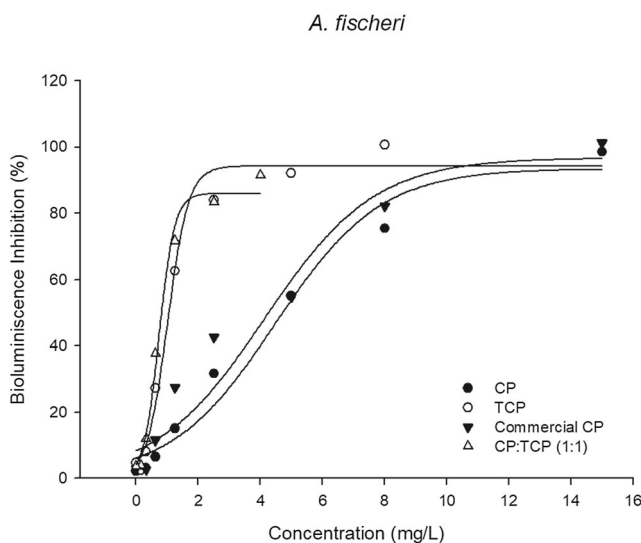 A. fischeri
Bioluminiscence Inhibition (%)
120
100
80
60
40
20
0
CP
TCP
Commercial CP
CP:TCP (1:1)
0 2 4 6 8 10 12 14 16
Concentration (mg/L)